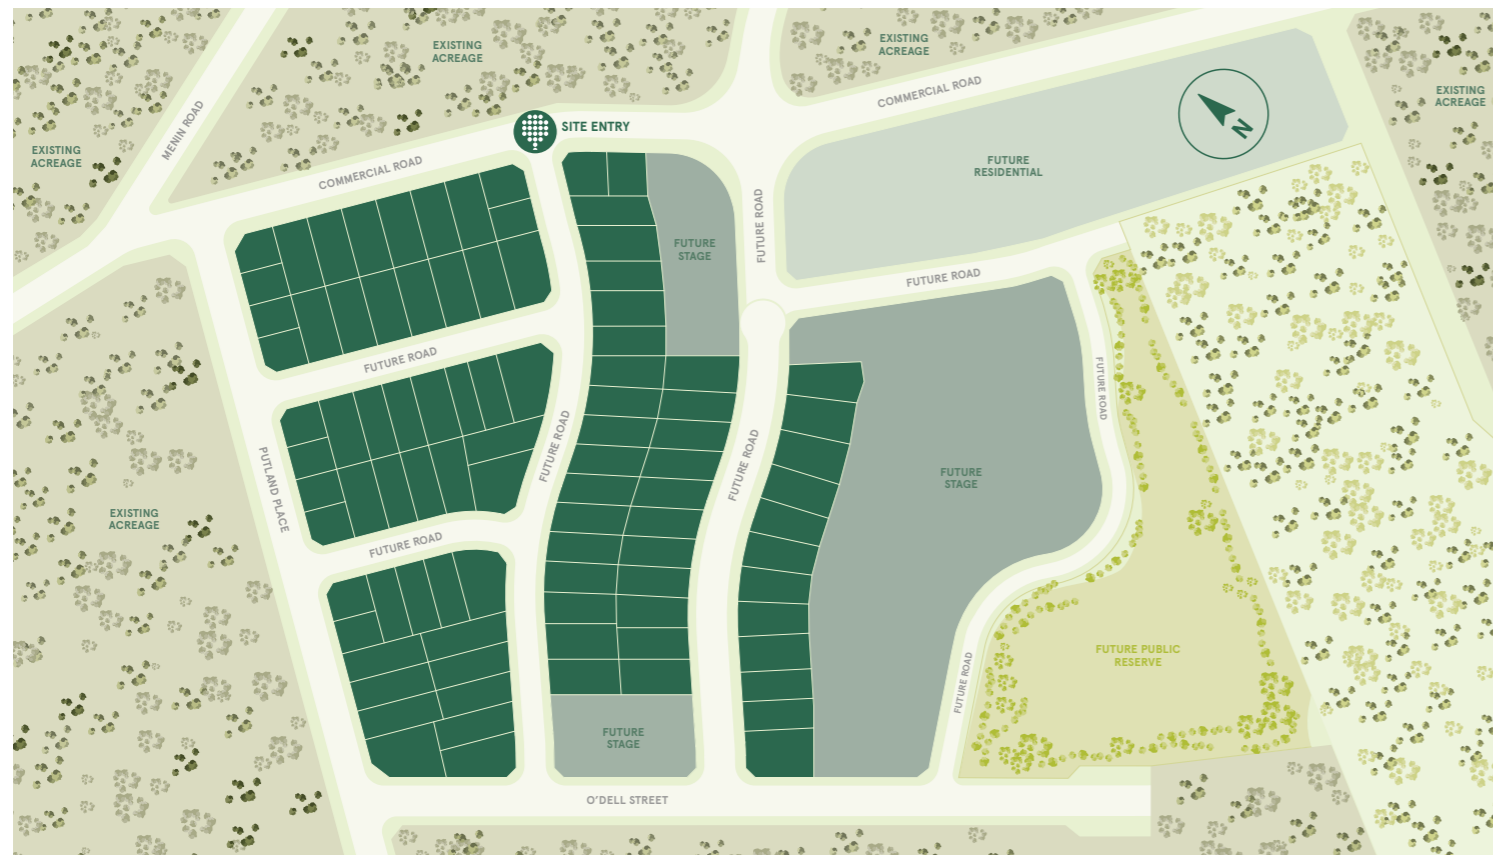 EXISTING
ACREAGE
EXISTING
ACREAGE
EXISTING
ACREAGE
EXISTING
ACREAGE
MENIN ROAD
COMMERCIAL ROAD
SITE ENTRY
COMMERCIAL ROAD
N
FUTURE
RESIDENTIAL
FUTURE ROAD
FUTURE
STAGE
FUTURE ROAD
FUTURE ROAD
FUTURE ROAD
PUTLAND PLACE
FUTURE ROAD
FUTURE ROAD
FUTURE
STAGE
EXISTING
ACREAGE
FUTURE ROAD
FUTURE PUBLIC
RESERVE
FUTURE ROAD
FUTURE
STAGE
O'DELL STREET